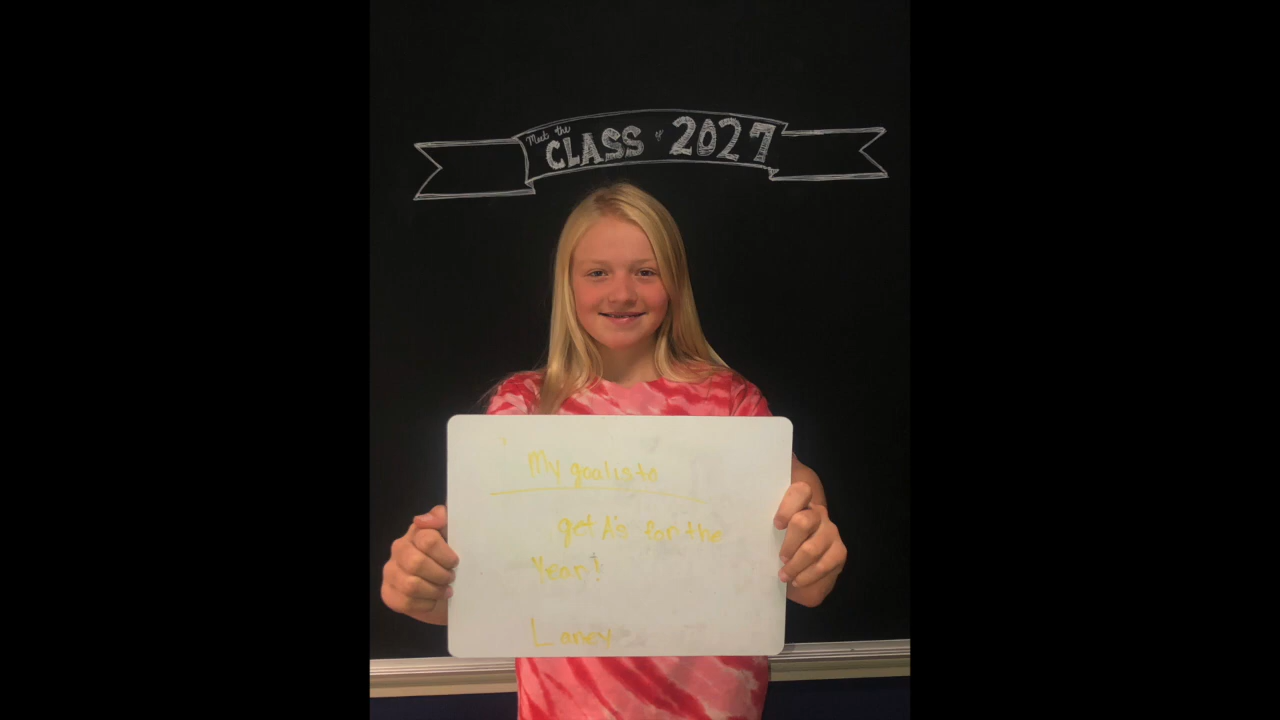 Meet the
CLASS of 2027
My goal is to
get A's for the
Year!
Laney